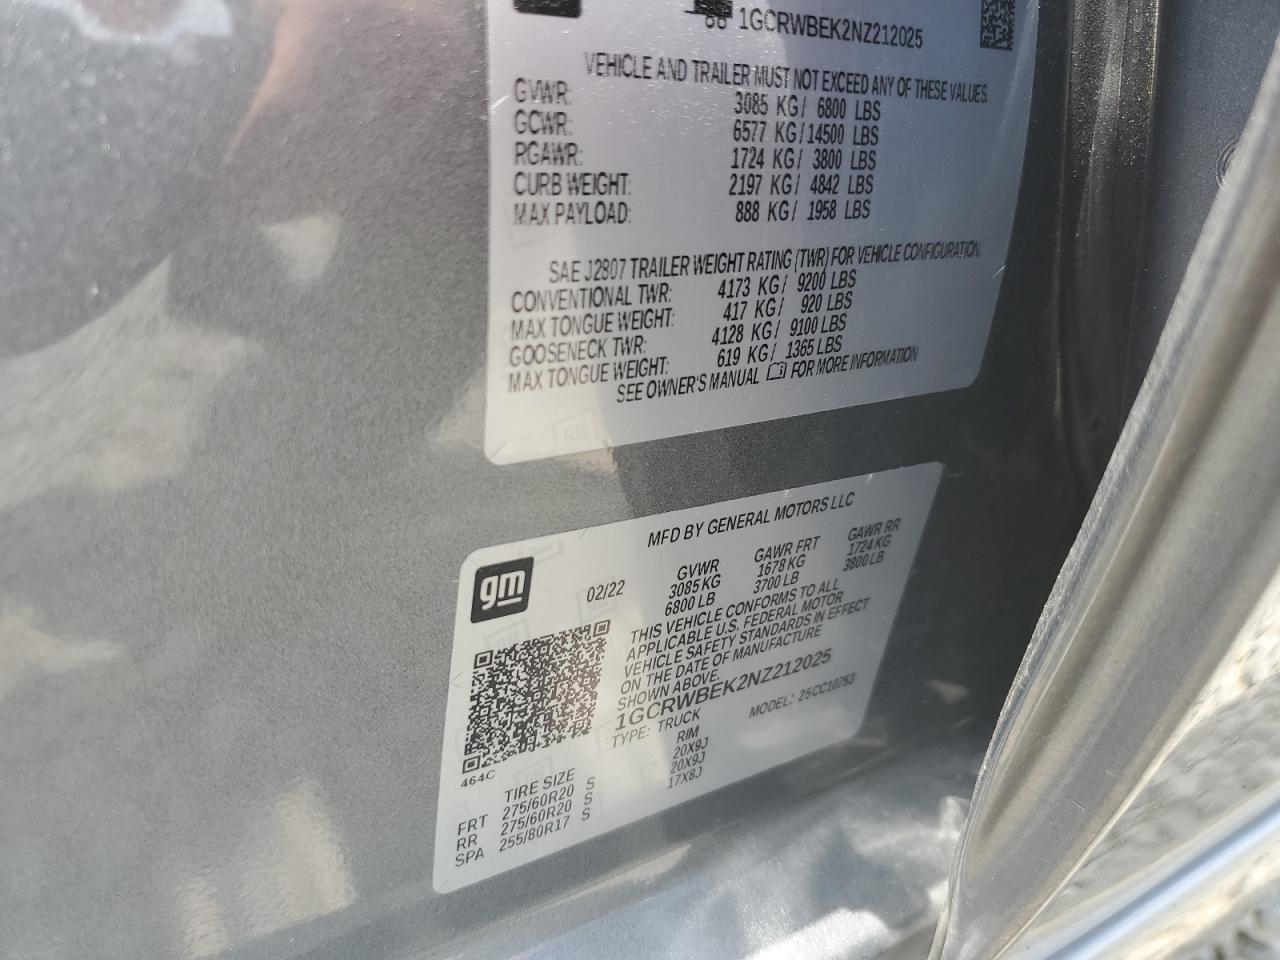 1GCRWBEK2NZ212025
VEHICLE AND TRAILER MUST NOT EXCEED ANY OF THESE VALUES.
GVWR: 3085 KG/ 6800 LBS
GCWR: 6577 KG/14500 LBS
RGAWR: 1724 KG/ 3800 LBS
CURB WEIGHT: 2197 KG/ 4842 LBS
MAX PAYLOAD: 888 KG/ 1958 LBS
SAE J2807 TRAILER WEIGHT RATING (TWR) FOR VEHICLE CONFIGURATION.
CONVENTIONAL TWR: 4173 KG/ 9200 LBS
MAX TONGUE WEIGHT: 417 KG/ 920 LBS
GOOSENECK TWR: 4128 KG/ 9100 LBS
MAX TONGUE WEIGHT: 619 KG/ 1365 LBS
SEE OWNER'S MANUAL FOR MORE INFORMATION
MFD BY GENERAL MOTORS LLC
gm
02/22
GVWR GAWR FRT GAWR RR
3085 KG 1678 KG 1724 KG
6800 LB 3700 LB 3800 LB
THIS VEHICLE CONFORMS TO ALL
APPLICABLE U.S. FEDERAL MOTOR
VEHICLE SAFETY STANDARDS IN EFFECT
ON THE DATE OF MANUFACTURE
SHOWN ABOVE.
1GCRWBEK2NZ212025
TYPE: TRUCK MODEL: 25CC10753
464C
TIRE SIZE RIM
FRT 275/60R20 S 20X9J
RR 275/60R20 S 20X9J
SPA 255/80R17 S 17X8J